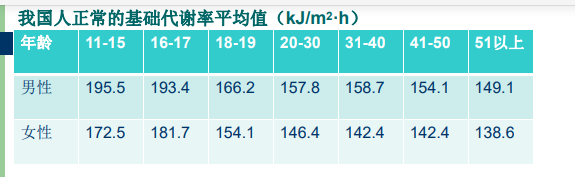 我国人正常的基础代谢率平均值（kJ/m²·h）
年龄 11-15 16-17 18-19 20-30 31-40 41-50 51以上
男性 195.5 193.4 166.2 157.8 158.7 154.1 149.1
女性 172.5 181.7 154.1 146.4 142.4 142.4 138.6